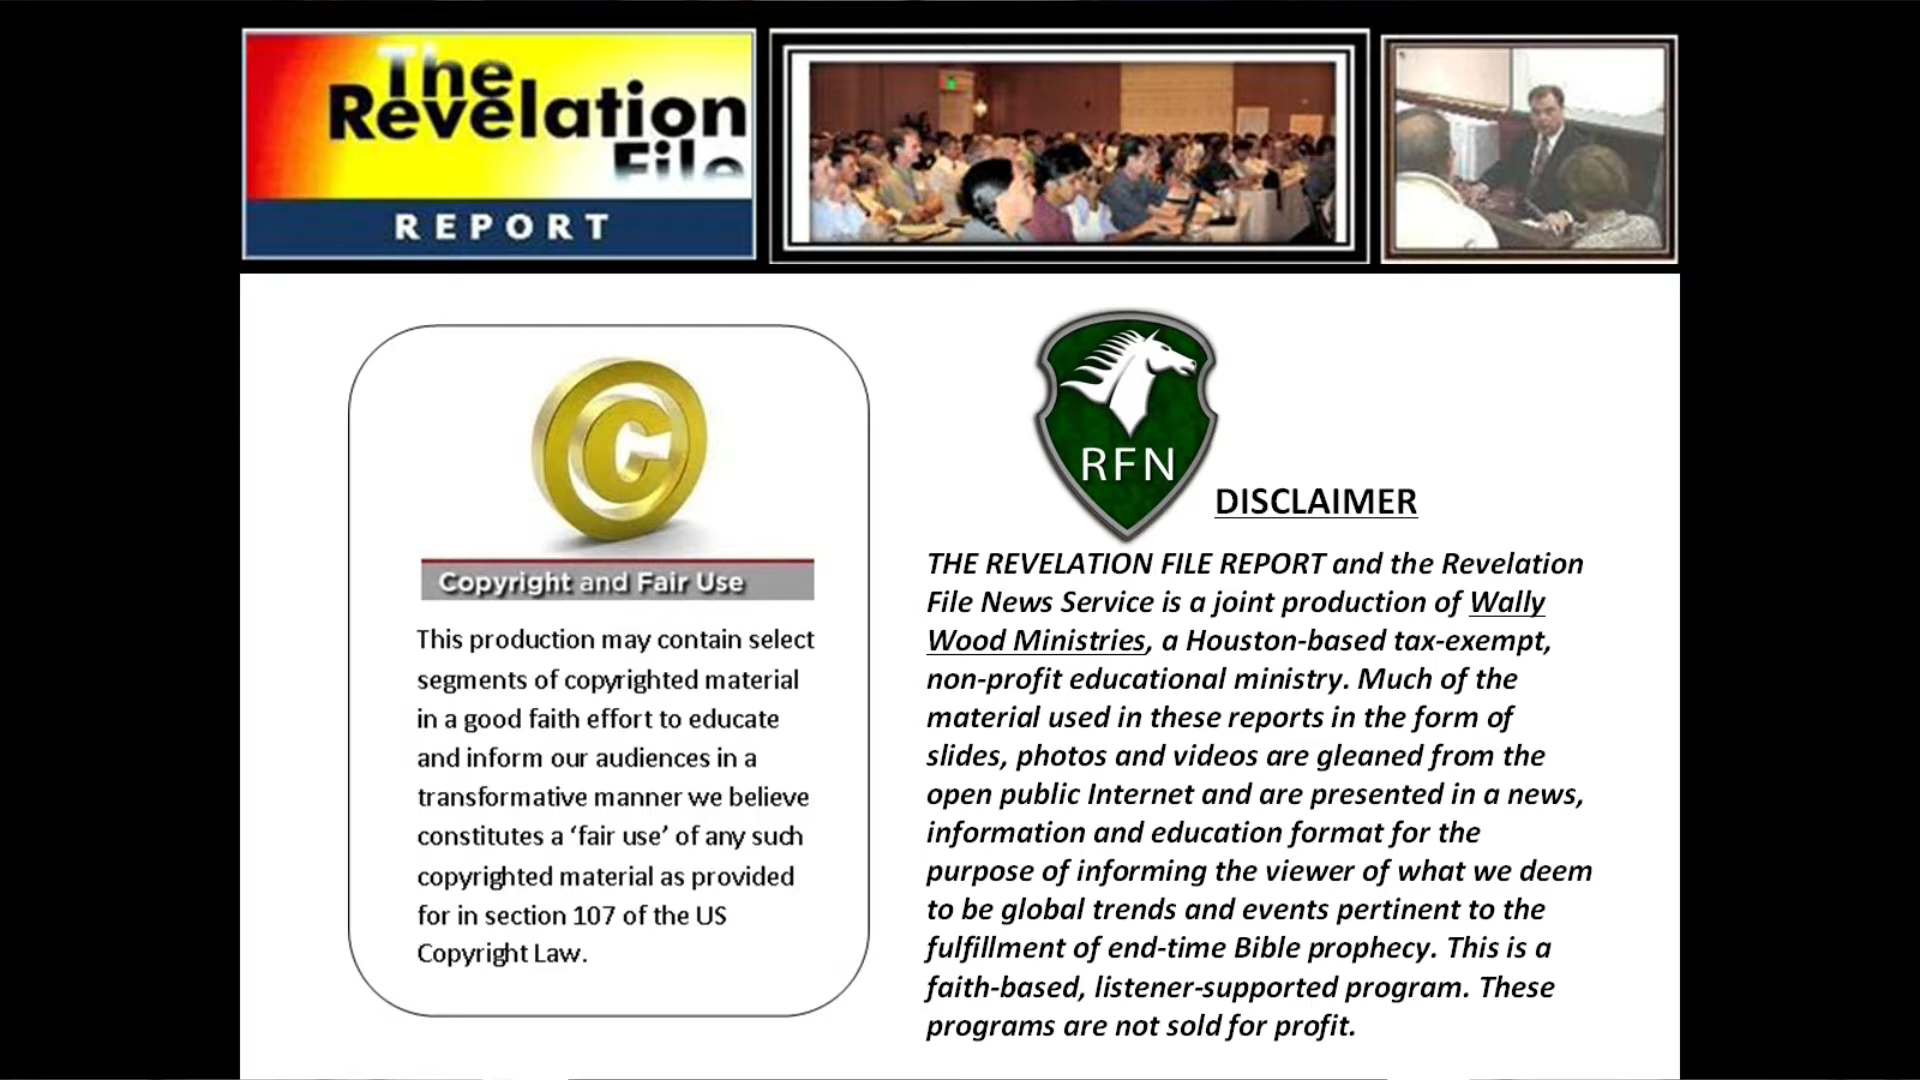 The
Revelation
File
REPORT
Copyright and Fair Use
This production may contain select
segments of copyrighted material
in a good faith effort to educate
and inform our audiences in a
transformative manner we believe
constitutes a ‘fair use’ of any such
copyrighted material as provided
for in section 107 of the US
Copyright Law.
RFN
DISCLAIMER
THE REVELATION FILE REPORT and the Revelation
File News Service is a joint production of Wally
Wood Ministries, a Houston-based tax-exempt,
non-profit educational ministry. Much of the
material used in these reports in the form of
slides, photos and videos are gleaned from the
open public Internet and are presented in a news,
information and education format for the
purpose of informing the viewer of what we deem
to be global trends and events pertinent to the
fulfillment of end-time Bible prophecy. This is a
faith-based, listener-supported program. These
programs are not sold for profit.